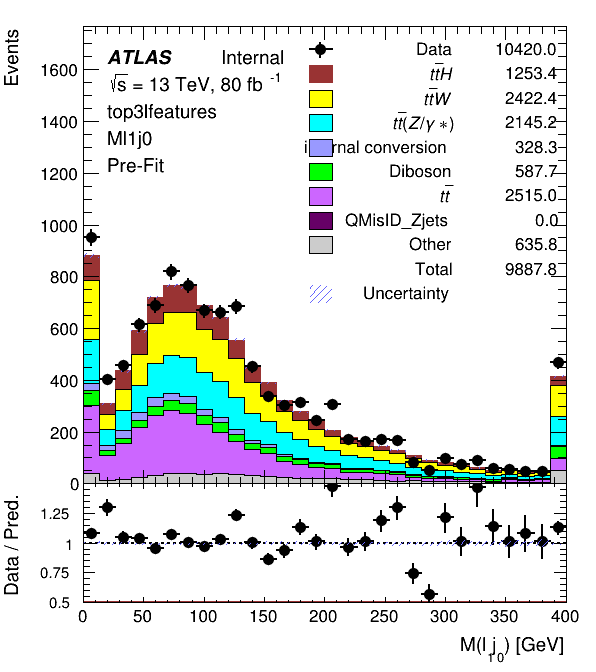 Events
1600
1400
1200
1000
800
600
400
200
0
ATLAS Internal
√s = 13 TeV, 80 fb⁻¹
top3lfeatures
Ml1j0
Pre-Fit
Data 10420.0
tt̄H 1253.4
tt̄W 2422.4
tt̄(Z/γ*) 2145.2
rnal conversion 328.3
Diboson 587.7
tt̄ 2515.0
QMisID_Zjets 0.0
Other 635.8
Total 9887.8
Uncertainty
Data / Pred.
1.25
1
0.75
0.5
0 50 100 150 200 250 300 350 400
M(l₁j₀) [GeV]